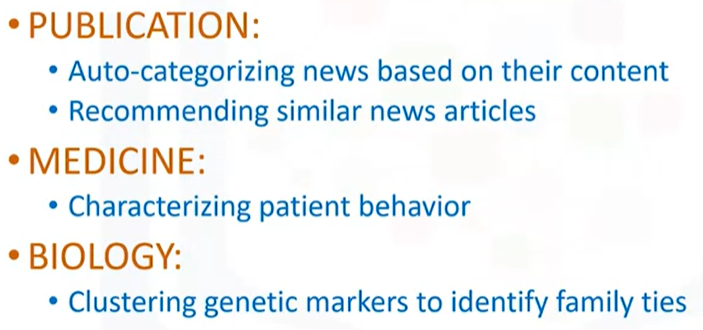 • PUBLICATION:
• Auto-categorizing news based on their content
• Recommending similar news articles
• MEDICINE:
• Characterizing patient behavior
• BIOLOGY:
• Clustering genetic markers to identify family ties